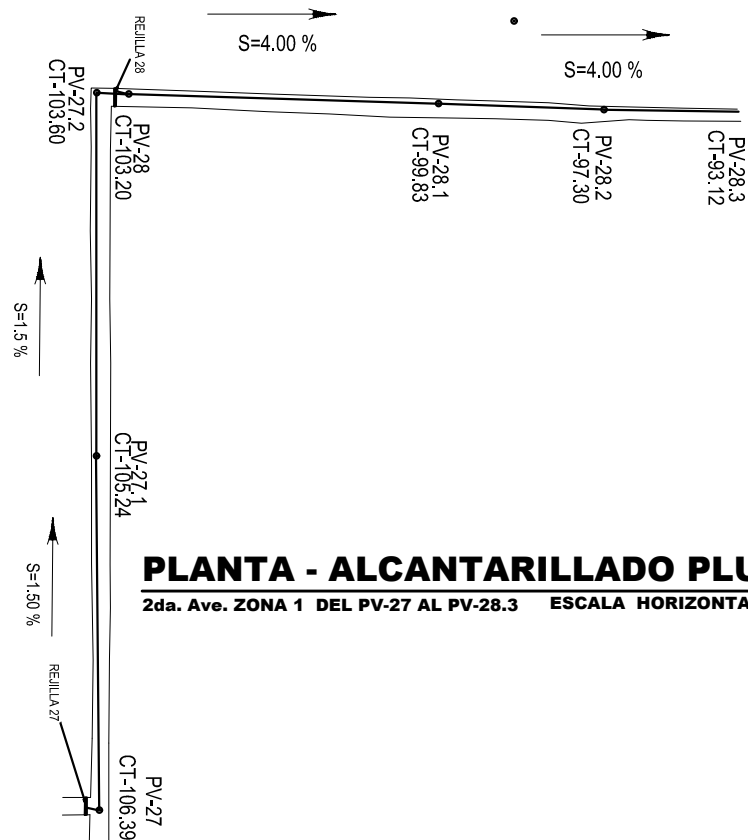 S=4.00 %
S=4.00 %
REJILLA 28
PV-27.2
CT-103.60
PV-28
CT-103.20
PV-28.1
CT-99.83
PV-28.2
CT-97.30
PV-28.3
CT-93.12
S=1.5 %
PV-27.1
CT-105.24
S=1.50 %
PLANTA - ALCANTARILLADO PLU
2da. Ave. ZONA 1 DEL PV-27 AL PV-28.3 ESCALA HORIZONTA
REJILLA 27
PV-27
CT-106.39